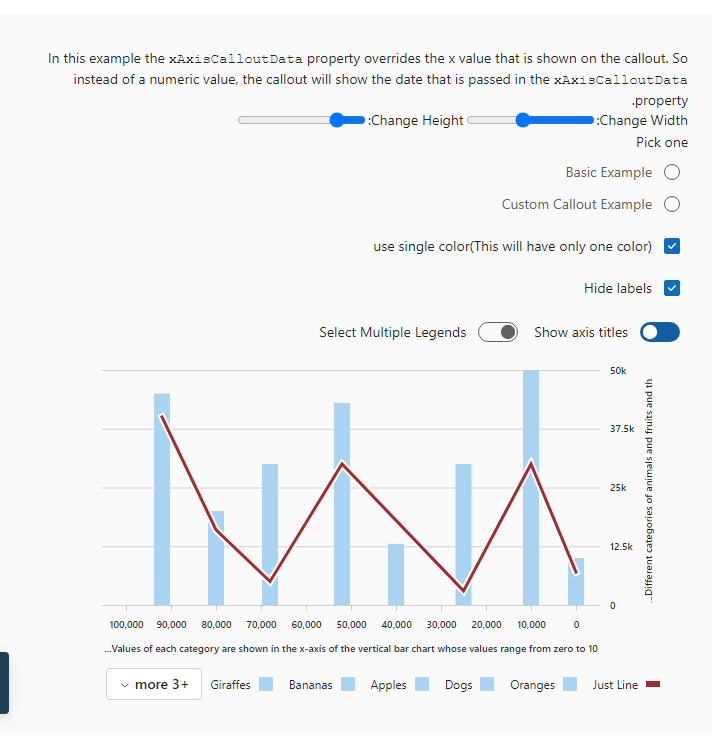 In this example the xAxisCalloutData property overrides the x value that is shown on the callout. So
instead of a numeric value, the callout will show the date that is passed in the xAxisCalloutData
.property
:Change Width
:Change Height
Pick one
Basic Example
Custom Callout Example
use single color(This will have only one color)
Hide labels
Show axis titles
Select Multiple Legends
50k
37.5k
25k
12.5k
0
...Different categories of animals and fruits and th
100,000 90,000 80,000 70,000 60,000 50,000 40,000 30,000 20,000 10,000 0
...Values of each category are shown in the x-axis of the vertical bar chart whose values range from zero to 10
more 3+ Giraffes Bananas Apples Dogs Oranges Just Line